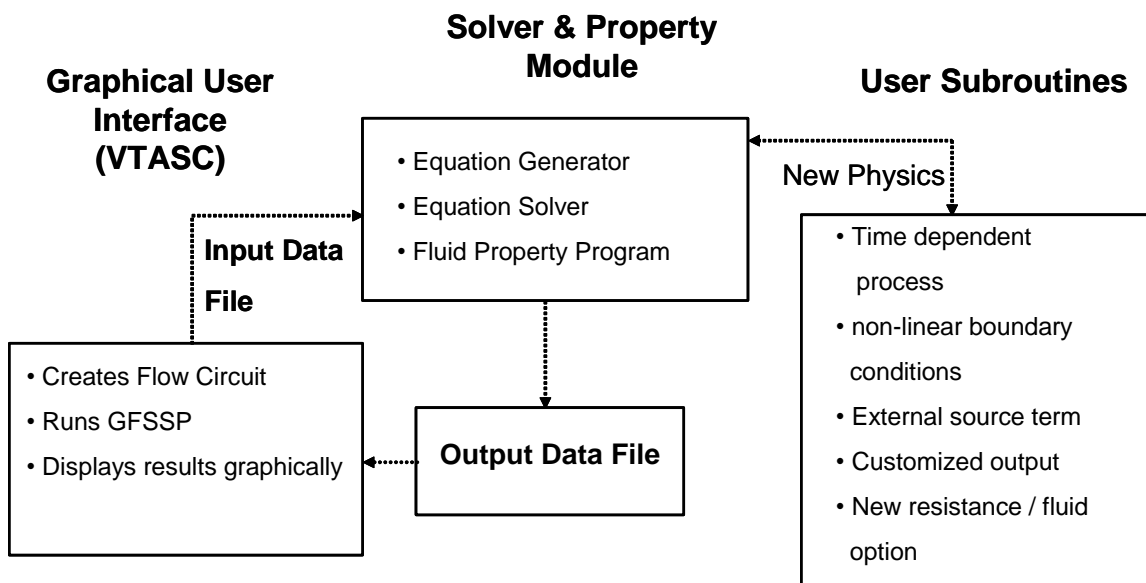 Solver & Property
Module
Graphical User
Interface
(VTASC)
User Subroutines
• Equation Generator
• Equation Solver
• Fluid Property Program
New Physics
Input Data
File
• Time dependent
process
• non-linear boundary
conditions
• External source term
• Customized output
• New resistance / fluid
option
• Creates Flow Circuit
• Runs GFSSP
• Displays results graphically
Output Data File